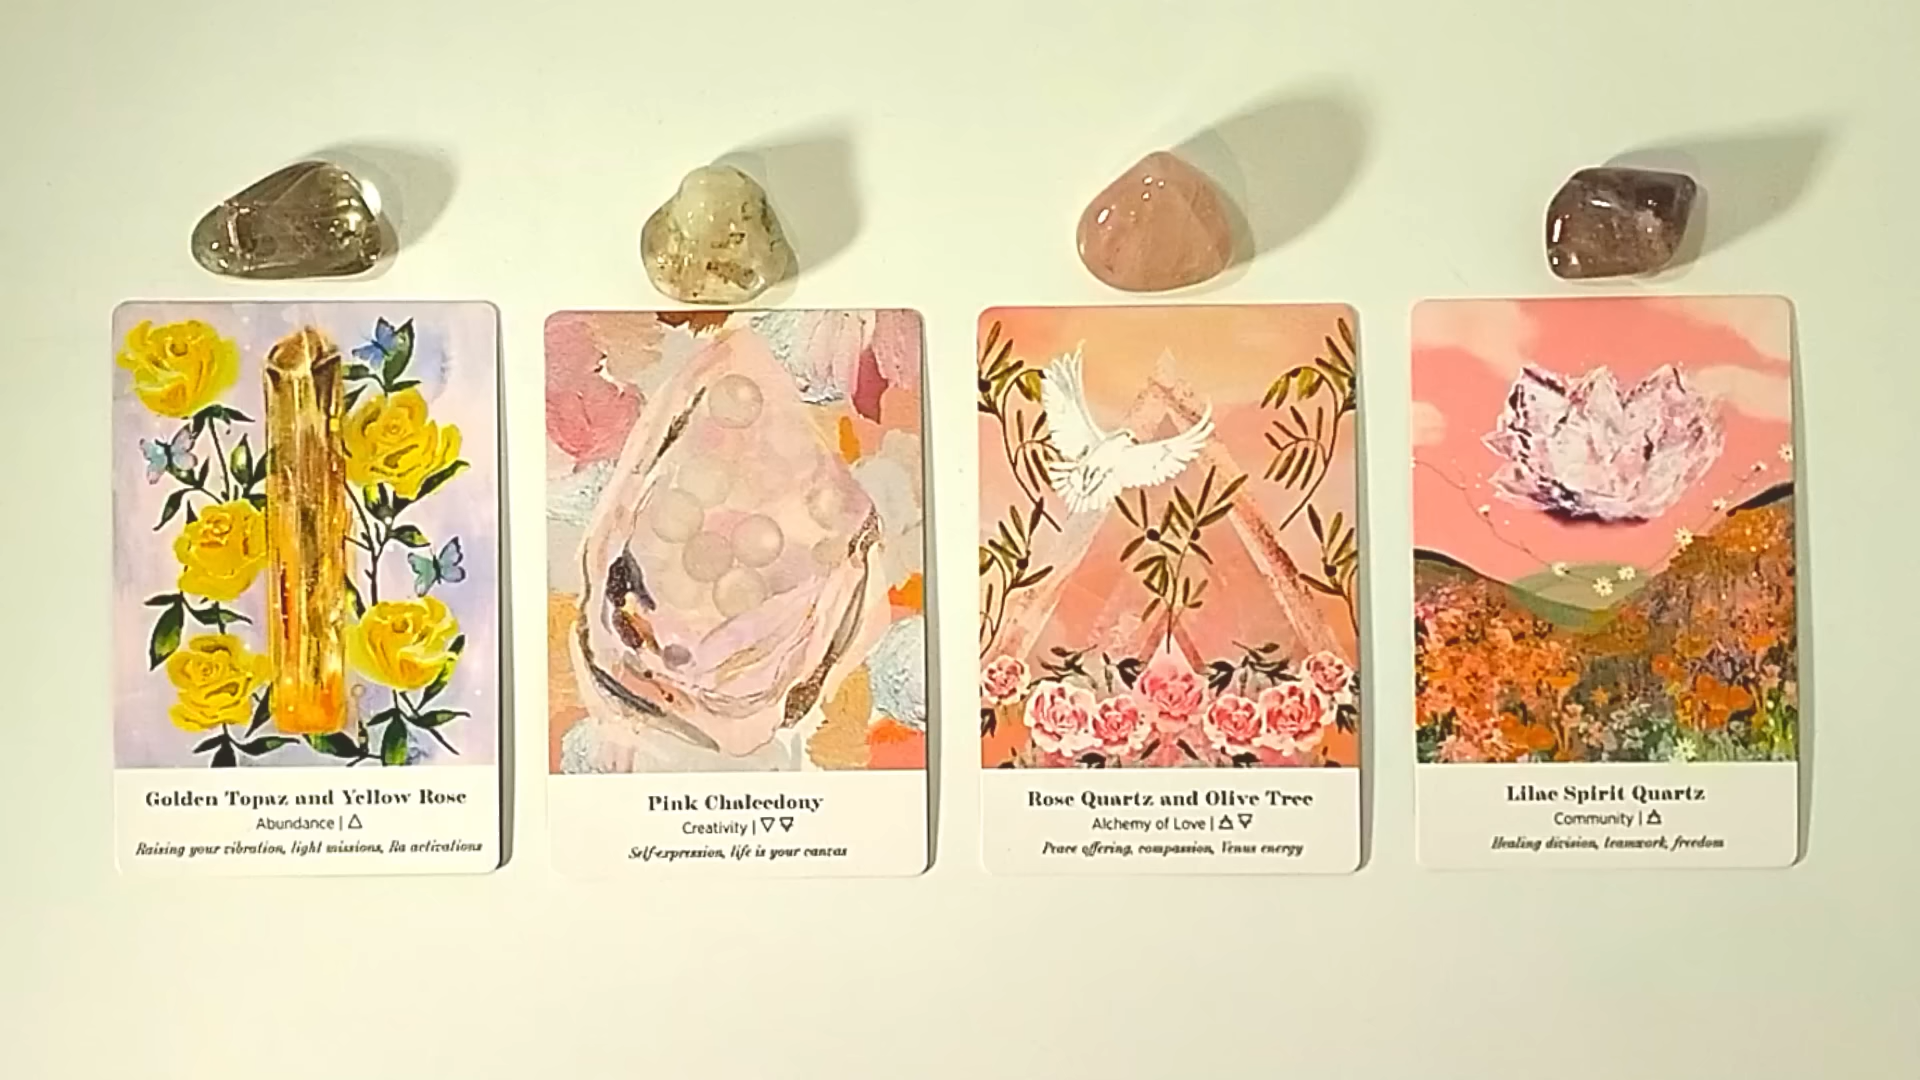 Golden Topaz and Yellow Rose
Abundance | △
Raising your vibration, light missions, Ra activations
Pink Chalcedony
Creativity | ▽ 🜃
Self-expression, life is your canvas
Rose Quartz and Olive Tree
Alchemy of Love | 🜁 🜃
Peace offering, compassion, Venus energy
Lilac Spirit Quartz
Community | 🜁
Healing division, teamwork, freedom